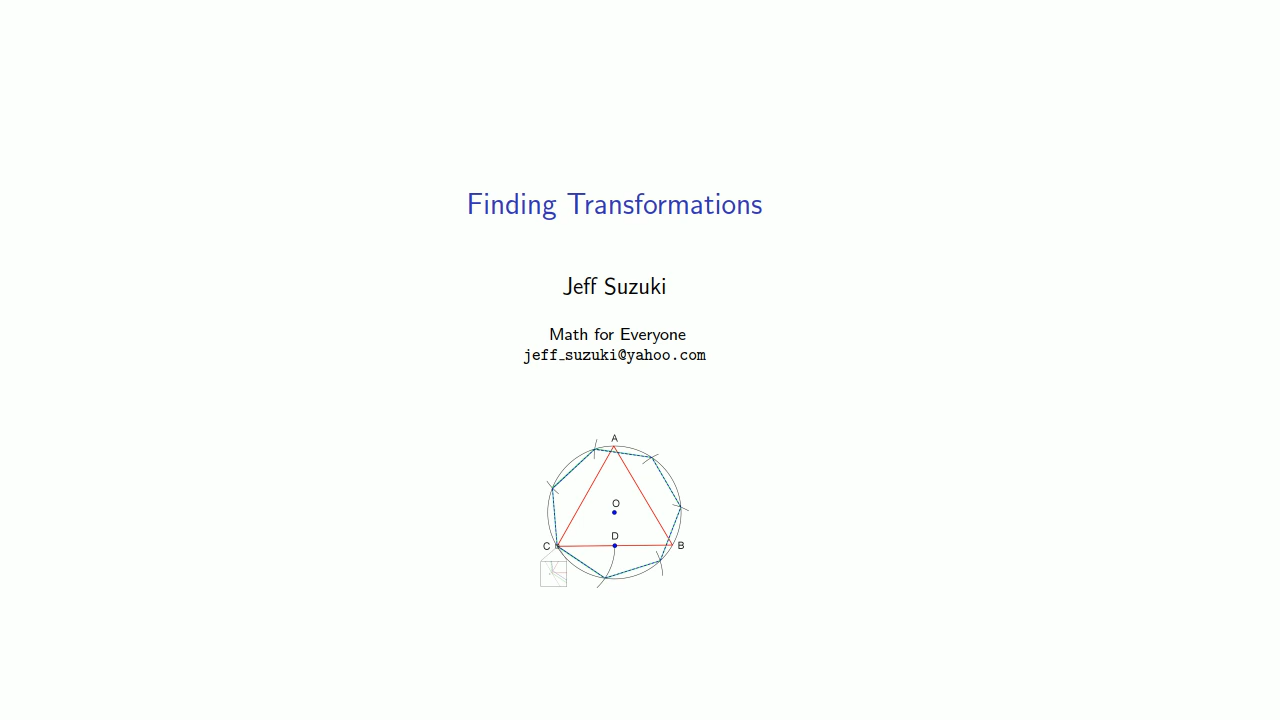 Finding Transformations
Jeff Suzuki
Math for Everyone
jeff_suzuki@yahoo.com
A
O
D
C
B